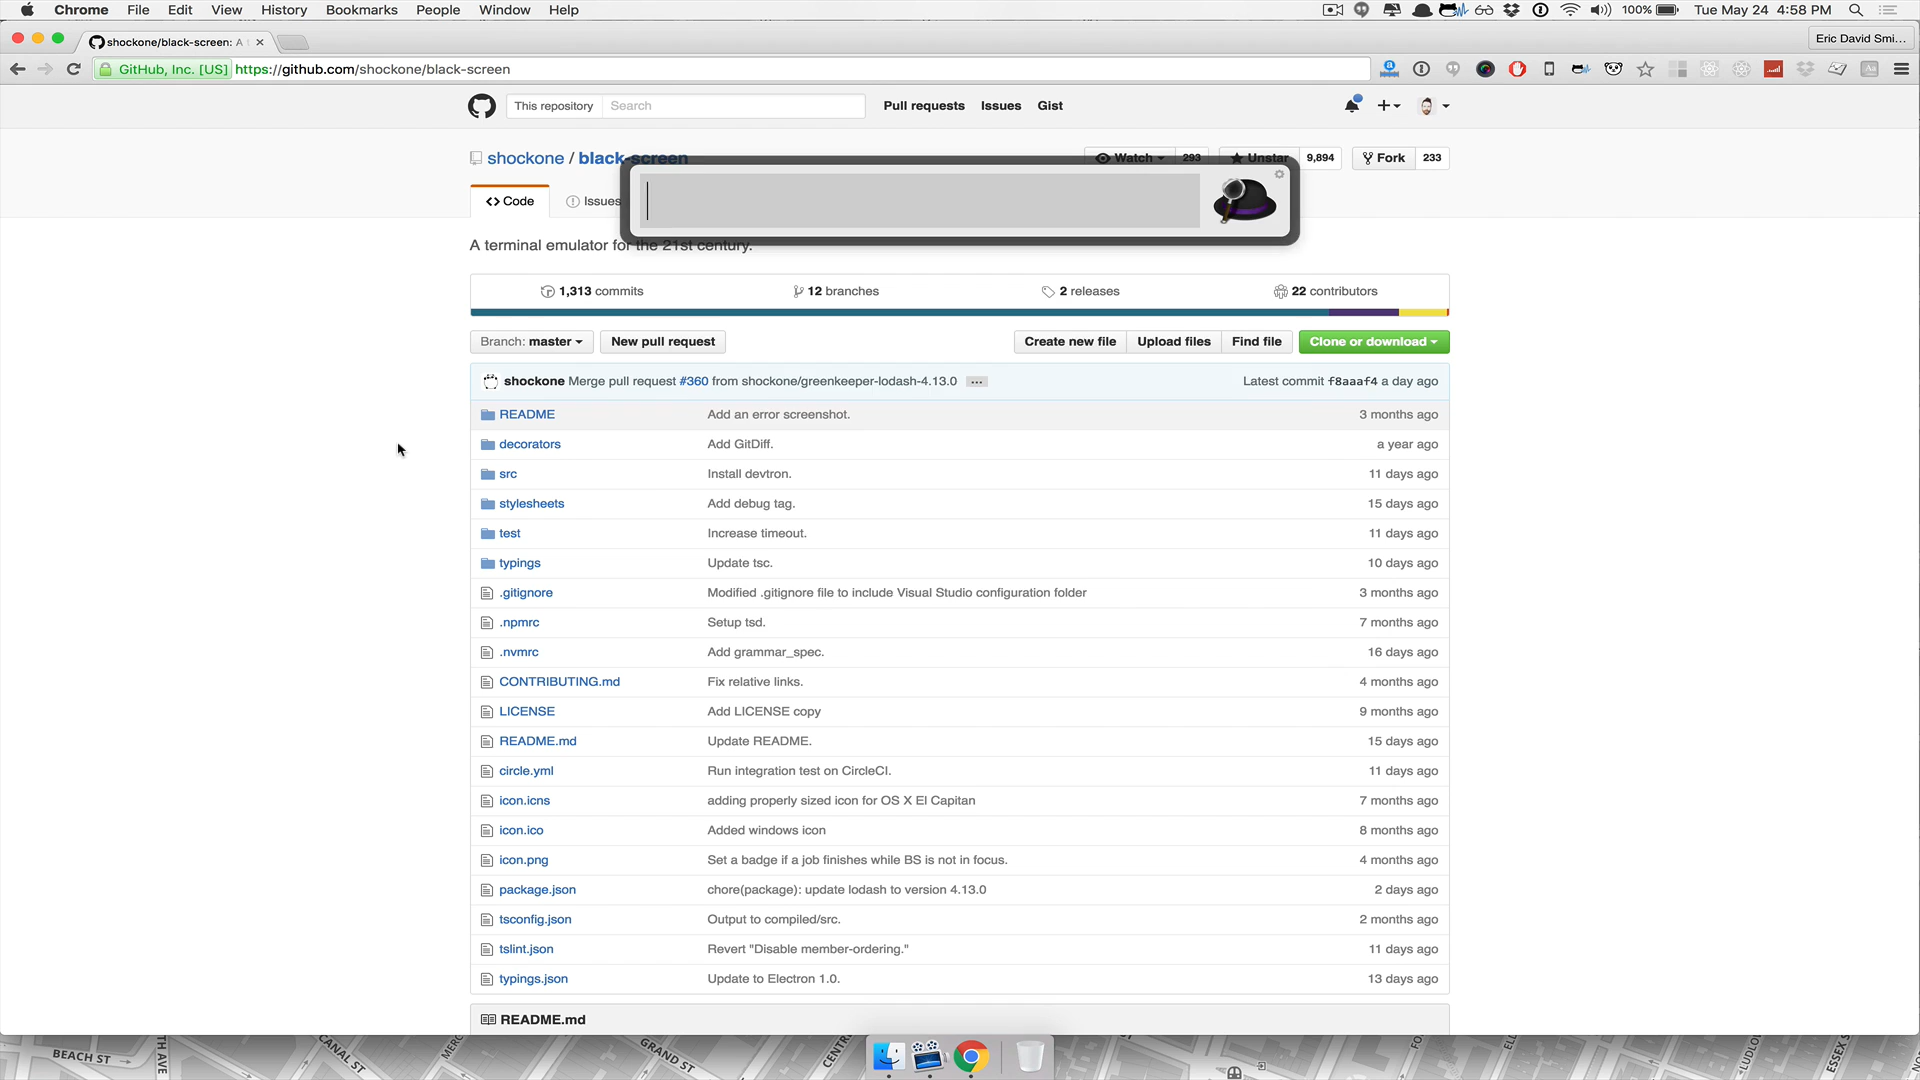 Chrome File Edit View History Bookmarks People Window Help 100% Tue May 24 4:58 PM
shockone/black-screen: A t Eric David Smi...
GitHub, Inc. [US] https://github.com/shockone/black-screen
This repository Search Pull requests Issues Gist
shockone / black-screen Watch 293 Unstar 9,894 Fork 233
Code Issues
A terminal emulator for the 21st century.
1,313 commits 12 branches 2 releases 22 contributors
Branch: master New pull request Create new file Upload files Find file Clone or download
shockone Merge pull request #360 from shockone/greenkeeper-lodash-4.13.0 ... Latest commit f8aaaf4 a day ago
README Add an error screenshot. 3 months ago
decorators Add GitDiff. a year ago
src Install devtron. 11 days ago
stylesheets Add debug tag. 15 days ago
test Increase timeout. 11 days ago
typings Update tsc. 10 days ago
.gitignore Modified .gitignore file to include Visual Studio configuration folder 3 months ago
.npmrc Setup tsd. 7 months ago
.nvmrc Add grammar_spec. 16 days ago
CONTRIBUTING.md Fix relative links. 4 months ago
LICENSE Add LICENSE copy 9 months ago
README.md Update README. 15 days ago
circle.yml Run integration test on CircleCI. 11 days ago
icon.icns adding properly sized icon for OS X El Capitan 7 months ago
icon.ico Added windows icon 8 months ago
icon.png Set a badge if a job finishes while BS is not in focus. 4 months ago
package.json chore(package): update lodash to version 4.13.0 2 days ago
tsconfig.json Output to compiled/src. 2 months ago
tslint.json Revert "Disable member-ordering." 11 days ago
typings.json Update to Electron 1.0. 13 days ago
README.md
BEACH ST
CANAL ST
GRAND ST
ESSEX S